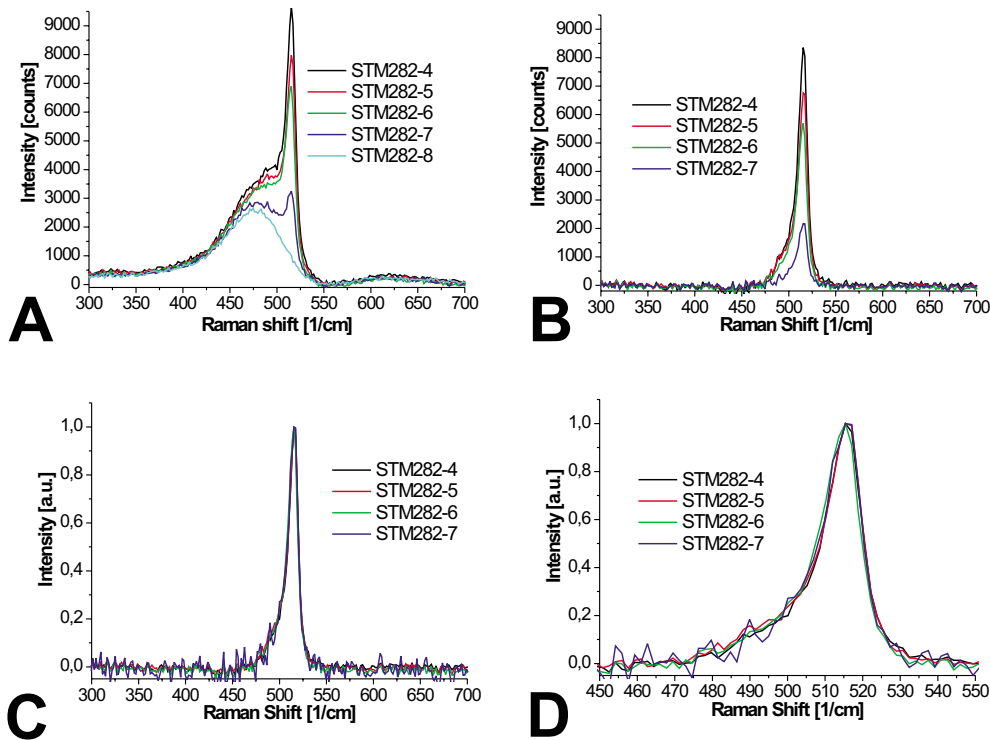 9000
8000
7000
6000
5000
4000
3000
2000
1000
0
Intensity [counts]
STM282-4
STM282-5
STM282-6
STM282-7
STM282-8
300 350 400 450 500 550 600 650 700
Raman shift [1/cm]
A
9000
8000
7000
6000
5000
4000
3000
2000
1000
0
Intensity [counts]
STM282-4
STM282-5
STM282-6
STM282-7
300 350 400 450 500 550 600 650 700
Raman Shift [1/cm]
B
1,0
0,8
0,6
0,4
0,2
0,0
Intensity [a.u.]
STM282-4
STM282-5
STM282-6
STM282-7
300 350 400 450 500 550 600 650 700
Raman Shift [1/cm]
C
1,0
0,8
0,6
0,4
0,2
0,0
Intensity [a.u.]
STM282-4
STM282-5
STM282-6
STM282-7
450 460 470 480 490 500 510 520 530 540 550
Raman Shift [1/cm]
D